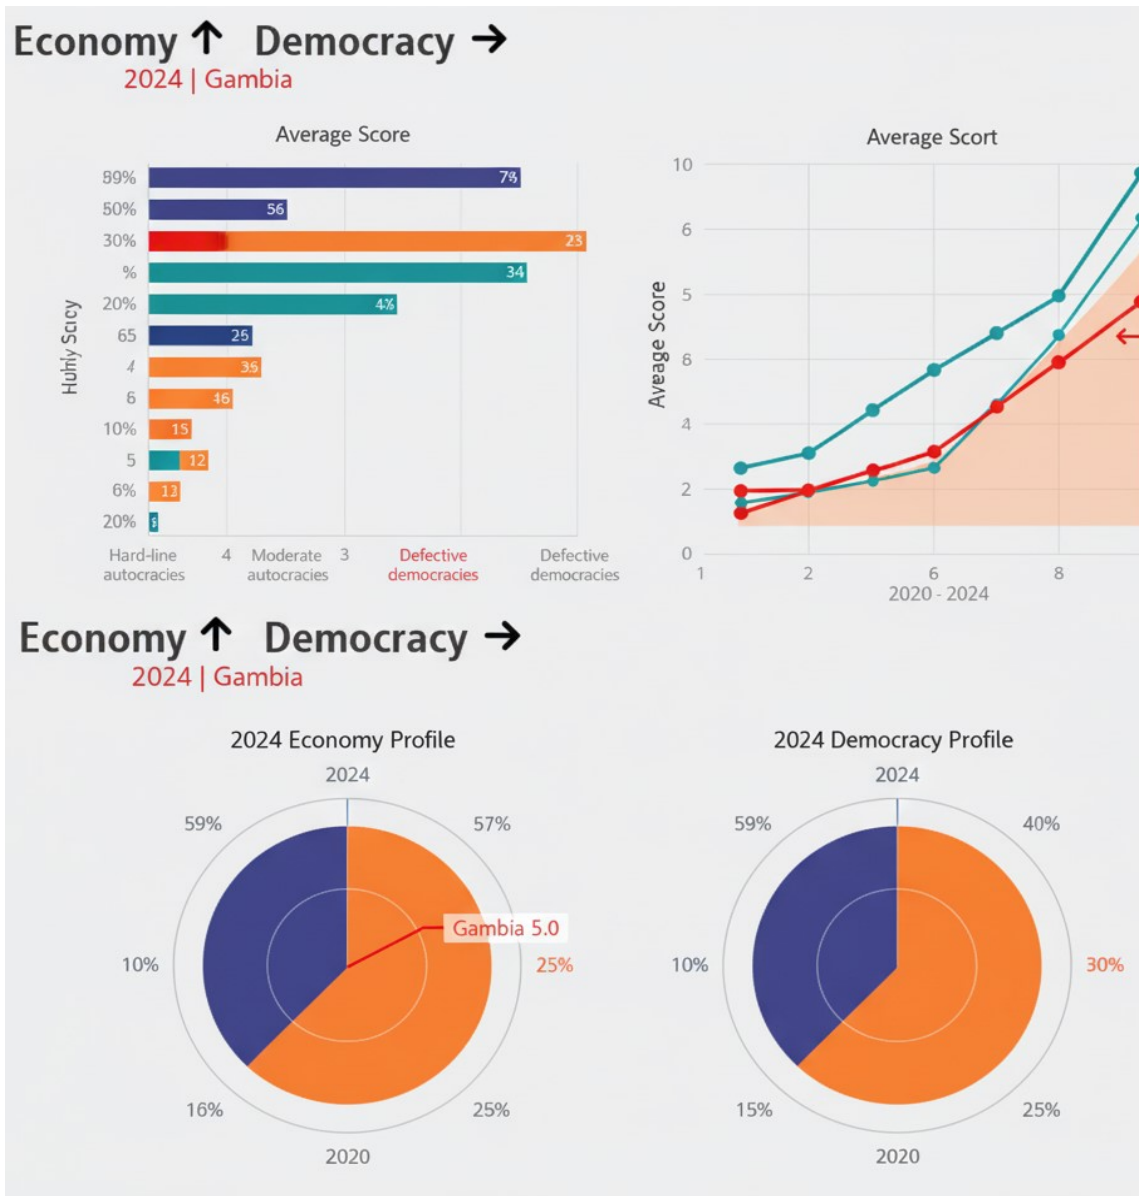 Economy ↑ Democracy →
2024 | Gambia
Average Score
50%
56
30%
23
%
34
20%
65
25
4
6
10%
15
5
12
6%
20%
Hard-line
autocracies
4
Moderate
autocracies
3
Defective
democracies
Defective
democracies
Average Scort
Aveage Score
10
6
5
6
4
2
0
1 2 6 8
2020 - 2024
Economy ↑ Democracy →
2024 | Gambia
2024 Economy Profile
2024
59% 57%
Gambia 5.0
10% 25%
16% 25%
2020
2024 Democracy Profile
2024
59% 40%
10% 30%
15% 25%
2020